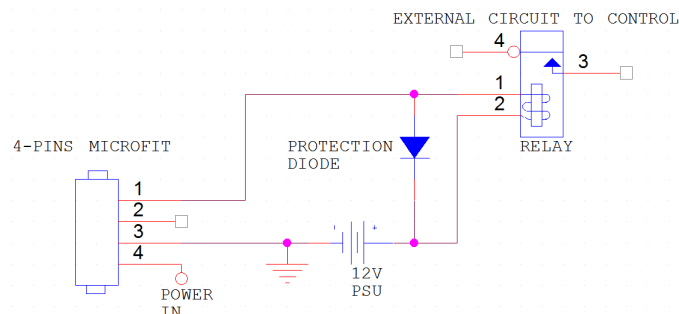 EXTERNAL CIRCUIT TO CONTROL
4
3
1
2
4-PINS MICROFIT
PROTECTION
DIODE
RELAY
1
2
3
4
12V
PSU
POWER
IN